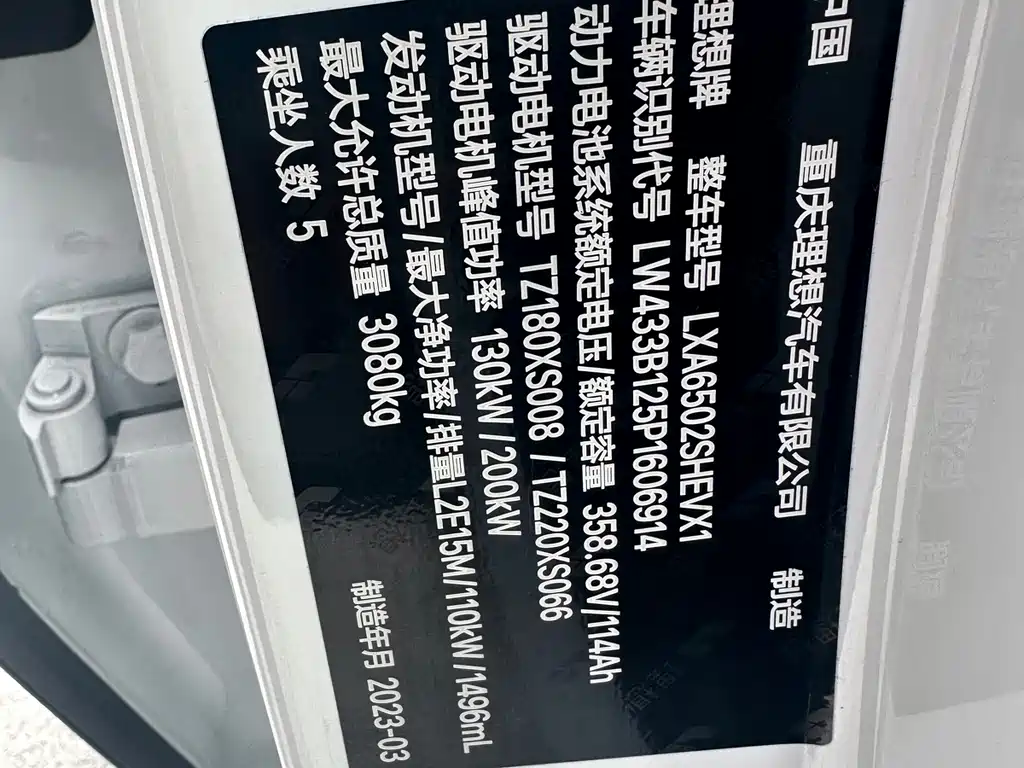 中国 重庆理想汽车有限公司 制造
理想牌 整车型号 LXA6502SHEVX1
车辆识别代号 LW433B125P1606914
动力电池系统额定电压/额定容量 358.68V/114Ah
驱动电机型号 TZ180XS008 /TZ220XS066
驱动电机峰值功率 130kW/200kW
发动机型号/最大净功率/排量L2E15M/110kW/1496mL
最大允许总质量 3080kg
乘坐人数 5 制造年月 2023-03